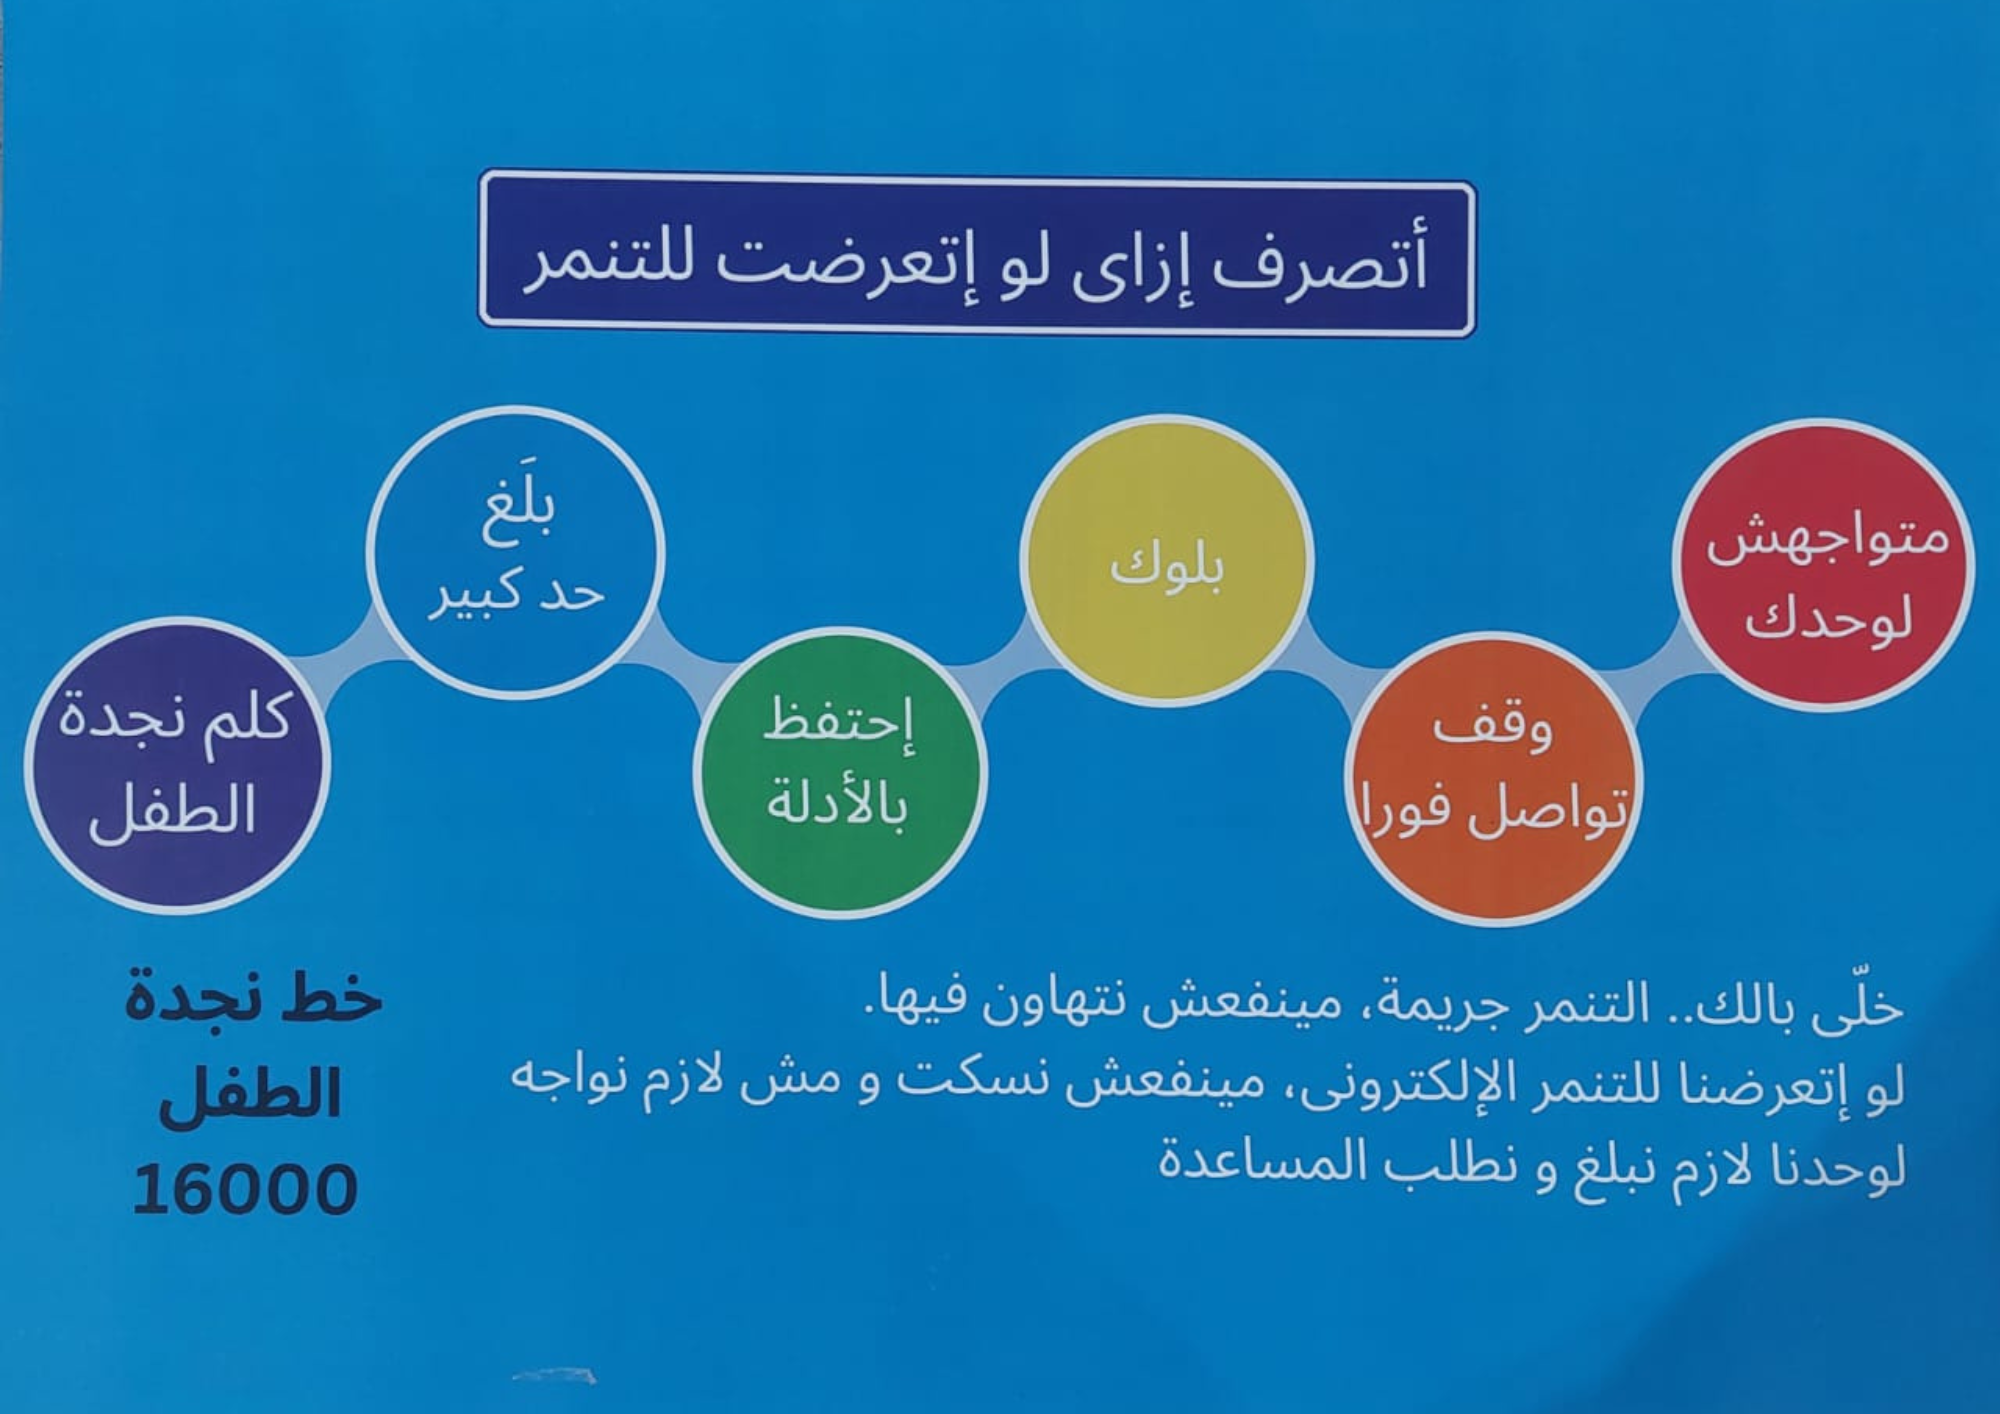 أتصرف إزاى لو إتعرضت للتنمر
متواجهش
لوحدك
وقف
تواصل فورا
بلوك
إحتفظ
بالأدلة
بلَغ
حد كبير
كلم نجدة
الطفل
خلّى بالك.. التنمر جريمة، مينفعش نتهاون فيها.
لو إتعرضنا للتنمر الإلكترونى، مينفعش نسكت و مش لازم نواجه
لوحدنا لازم نبلغ و نطلب المساعدة
خط نجدة
الطفل
16000